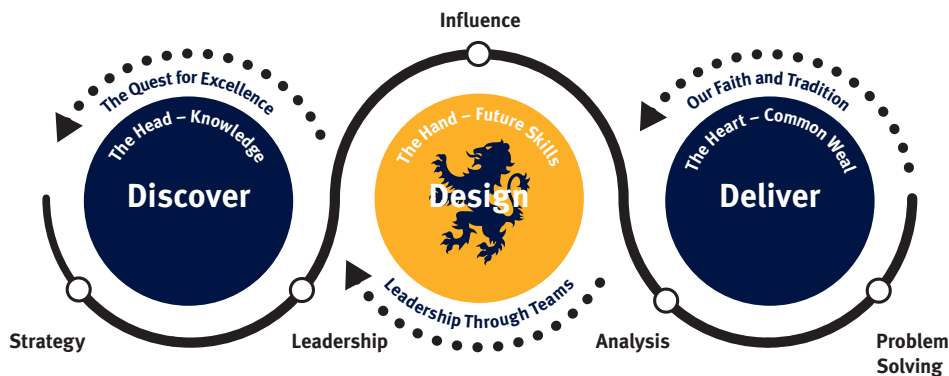 Influence
The Quest for Excellence
The Head – Knowledge
Discover
The Hand – Future Skills
Design
Leadership Through Teams
Our Faith and Tradition
The Heart – Common Weal
Deliver
Strategy
Leadership
Analysis
Problem
Solving